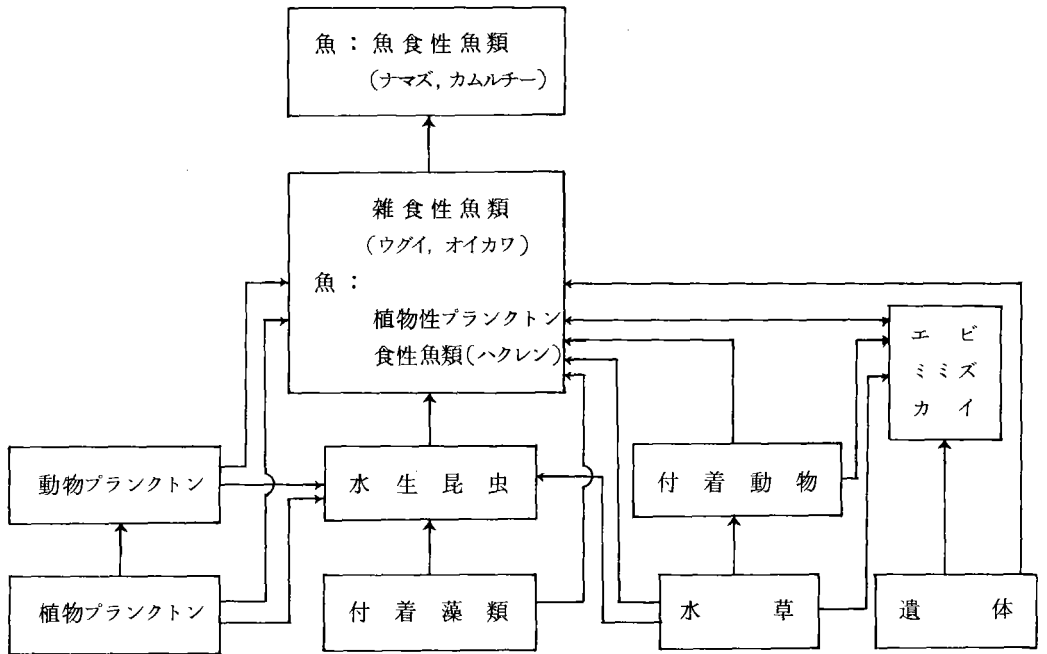 魚：魚食性魚類
（ナマズ，カムルチー）
雑食性魚類
（ウグイ，オイカワ）
魚：
植物性プランクトン
食性魚類（ハクレン）
エビ
ミミズ
カイ
動物プランクトン
水生昆虫
付着動物
植物プランクトン
付着藻類
水草
遺体